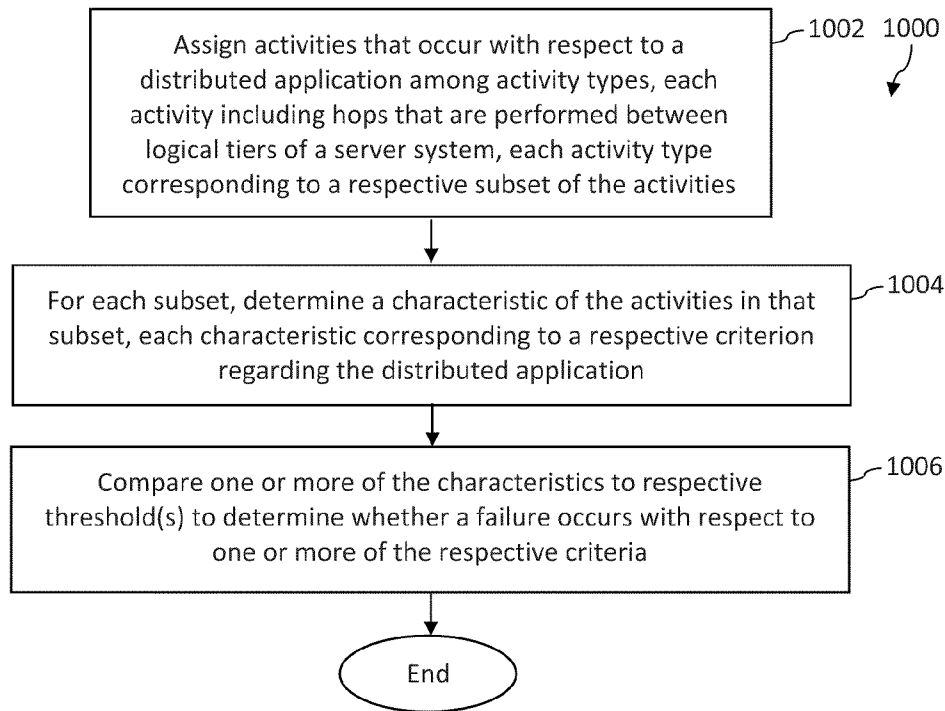 Assign activities that occur with respect to a
distributed application among activity types, each
activity including hops that are performed between
logical tiers of a server system, each activity type
corresponding to a respective subset of the activities
1002
1000
For each subset, determine a characteristic of the activities in that
subset, each characteristic corresponding to a respective criterion
regarding the distributed application
1004
Compare one or more of the characteristics to respective
threshold(s) to determine whether a failure occurs with respect to
one or more of the respective criteria
1006
End